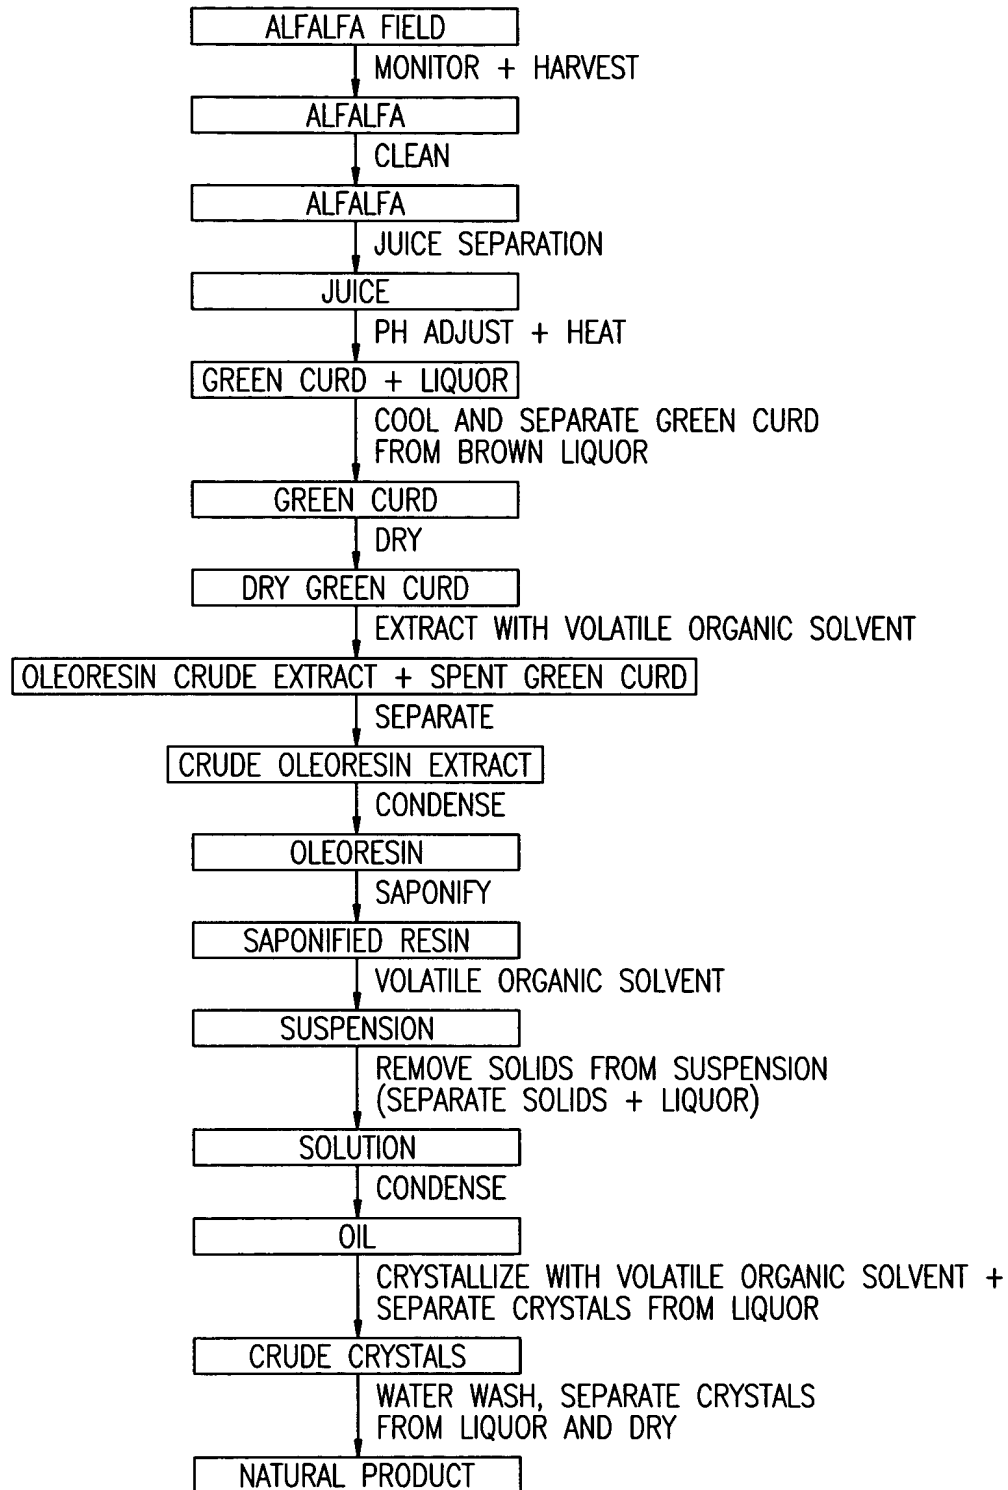 ALFALFA FIELD
MONITOR + HARVEST
ALFALFA
CLEAN
ALFALFA
JUICE SEPARATION
JUICE
PH ADJUST + HEAT
GREEN CURD + LIQUOR
COOL AND SEPARATE GREEN CURD
FROM BROWN LIQUOR
GREEN CURD
DRY
DRY GREEN CURD
EXTRACT WITH VOLATILE ORGANIC SOLVENT
OLEORESIN CRUDE EXTRACT + SPENT GREEN CURD
SEPARATE
CRUDE OLEORESIN EXTRACT
CONDENSE
OLEORESIN
SAPONIFY
SAPONIFIED RESIN
VOLATILE ORGANIC SOLVENT
SUSPENSION
REMOVE SOLIDS FROM SUSPENSION
(SEPARATE SOLIDS + LIQUOR)
SOLUTION
CONDENSE
OIL
CRYSTALLIZE WITH VOLATILE ORGANIC SOLVENT +
SEPARATE CRYSTALS FROM LIQUOR
CRUDE CRYSTALS
WATER WASH, SEPARATE CRYSTALS
FROM LIQUOR AND DRY
NATURAL PRODUCT